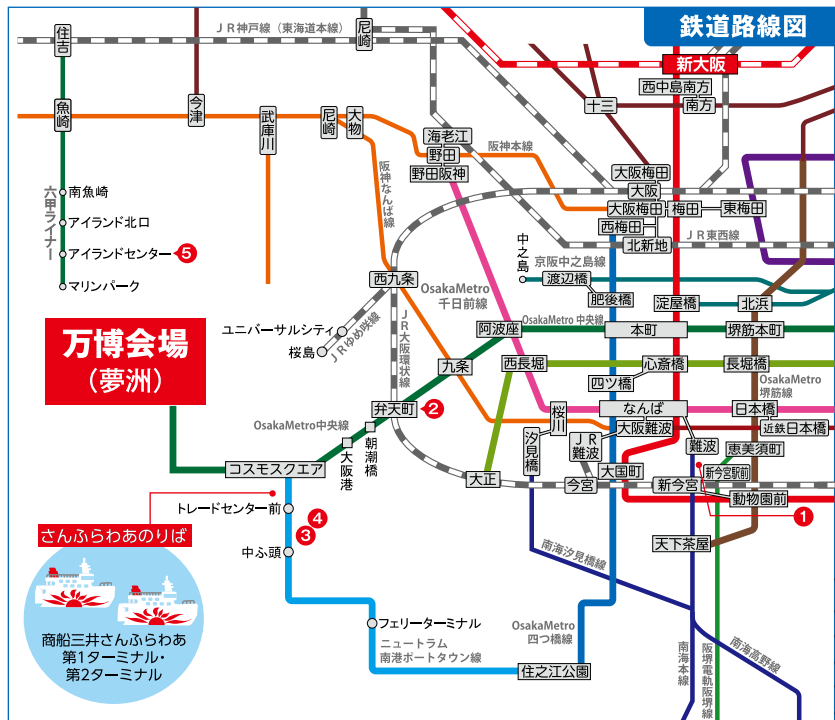 鉄道路線図
JR神戸線（東海道本線）
住吉
尼崎
新大阪
西中島南方
十三
南方
魚崎
今津
武庫川
尼崎
大物
海老江
野田
野田阪神
阪神本線
阪神なんば線
大阪梅田
大阪
大阪梅田
梅田
東梅田
西梅田
北新地
JR東西線
六甲ライナー
南魚崎
アイランド北口
アイランドセンター
5
マリンパーク
中之島
京阪中之島線
渡辺橋
肥後橋
淀屋橋
北浜
西九条
OsakaMetro
千日前線
ユニバーサルシティ
桜島
JRゆめ咲線
JR大阪環状線
阿波座
OsakaMetro 中央線
本町
堺筋本町
万博会場
（夢洲）
九条
西長堀
心斎橋
長堀橋
四ツ橋
OsakaMetro
堺筋線
弁天町
2
OsakaMetro中央線
朝潮橋
大阪港
桜川
なんば
日本橋
汐見橋
JR
難波
大阪難波
難波
近鉄日本橋
恵美須町
コスモスクエア
大正
今宮
大国町
新今宮
新今宮駅前
動物園前
1
トレードセンター前
4
3
さんふらわあのりば
中ふ頭
天下茶屋
南海汐見橋線
商船三井さんふらわあ
第1ターミナル・
第2ターミナル
フェリーターミナル
ニュートラム
南港ポートタウン線
OsakaMetro
四つ橋線
住之江公園
南海本線
阪堺電軌阪堺線
南海高野線